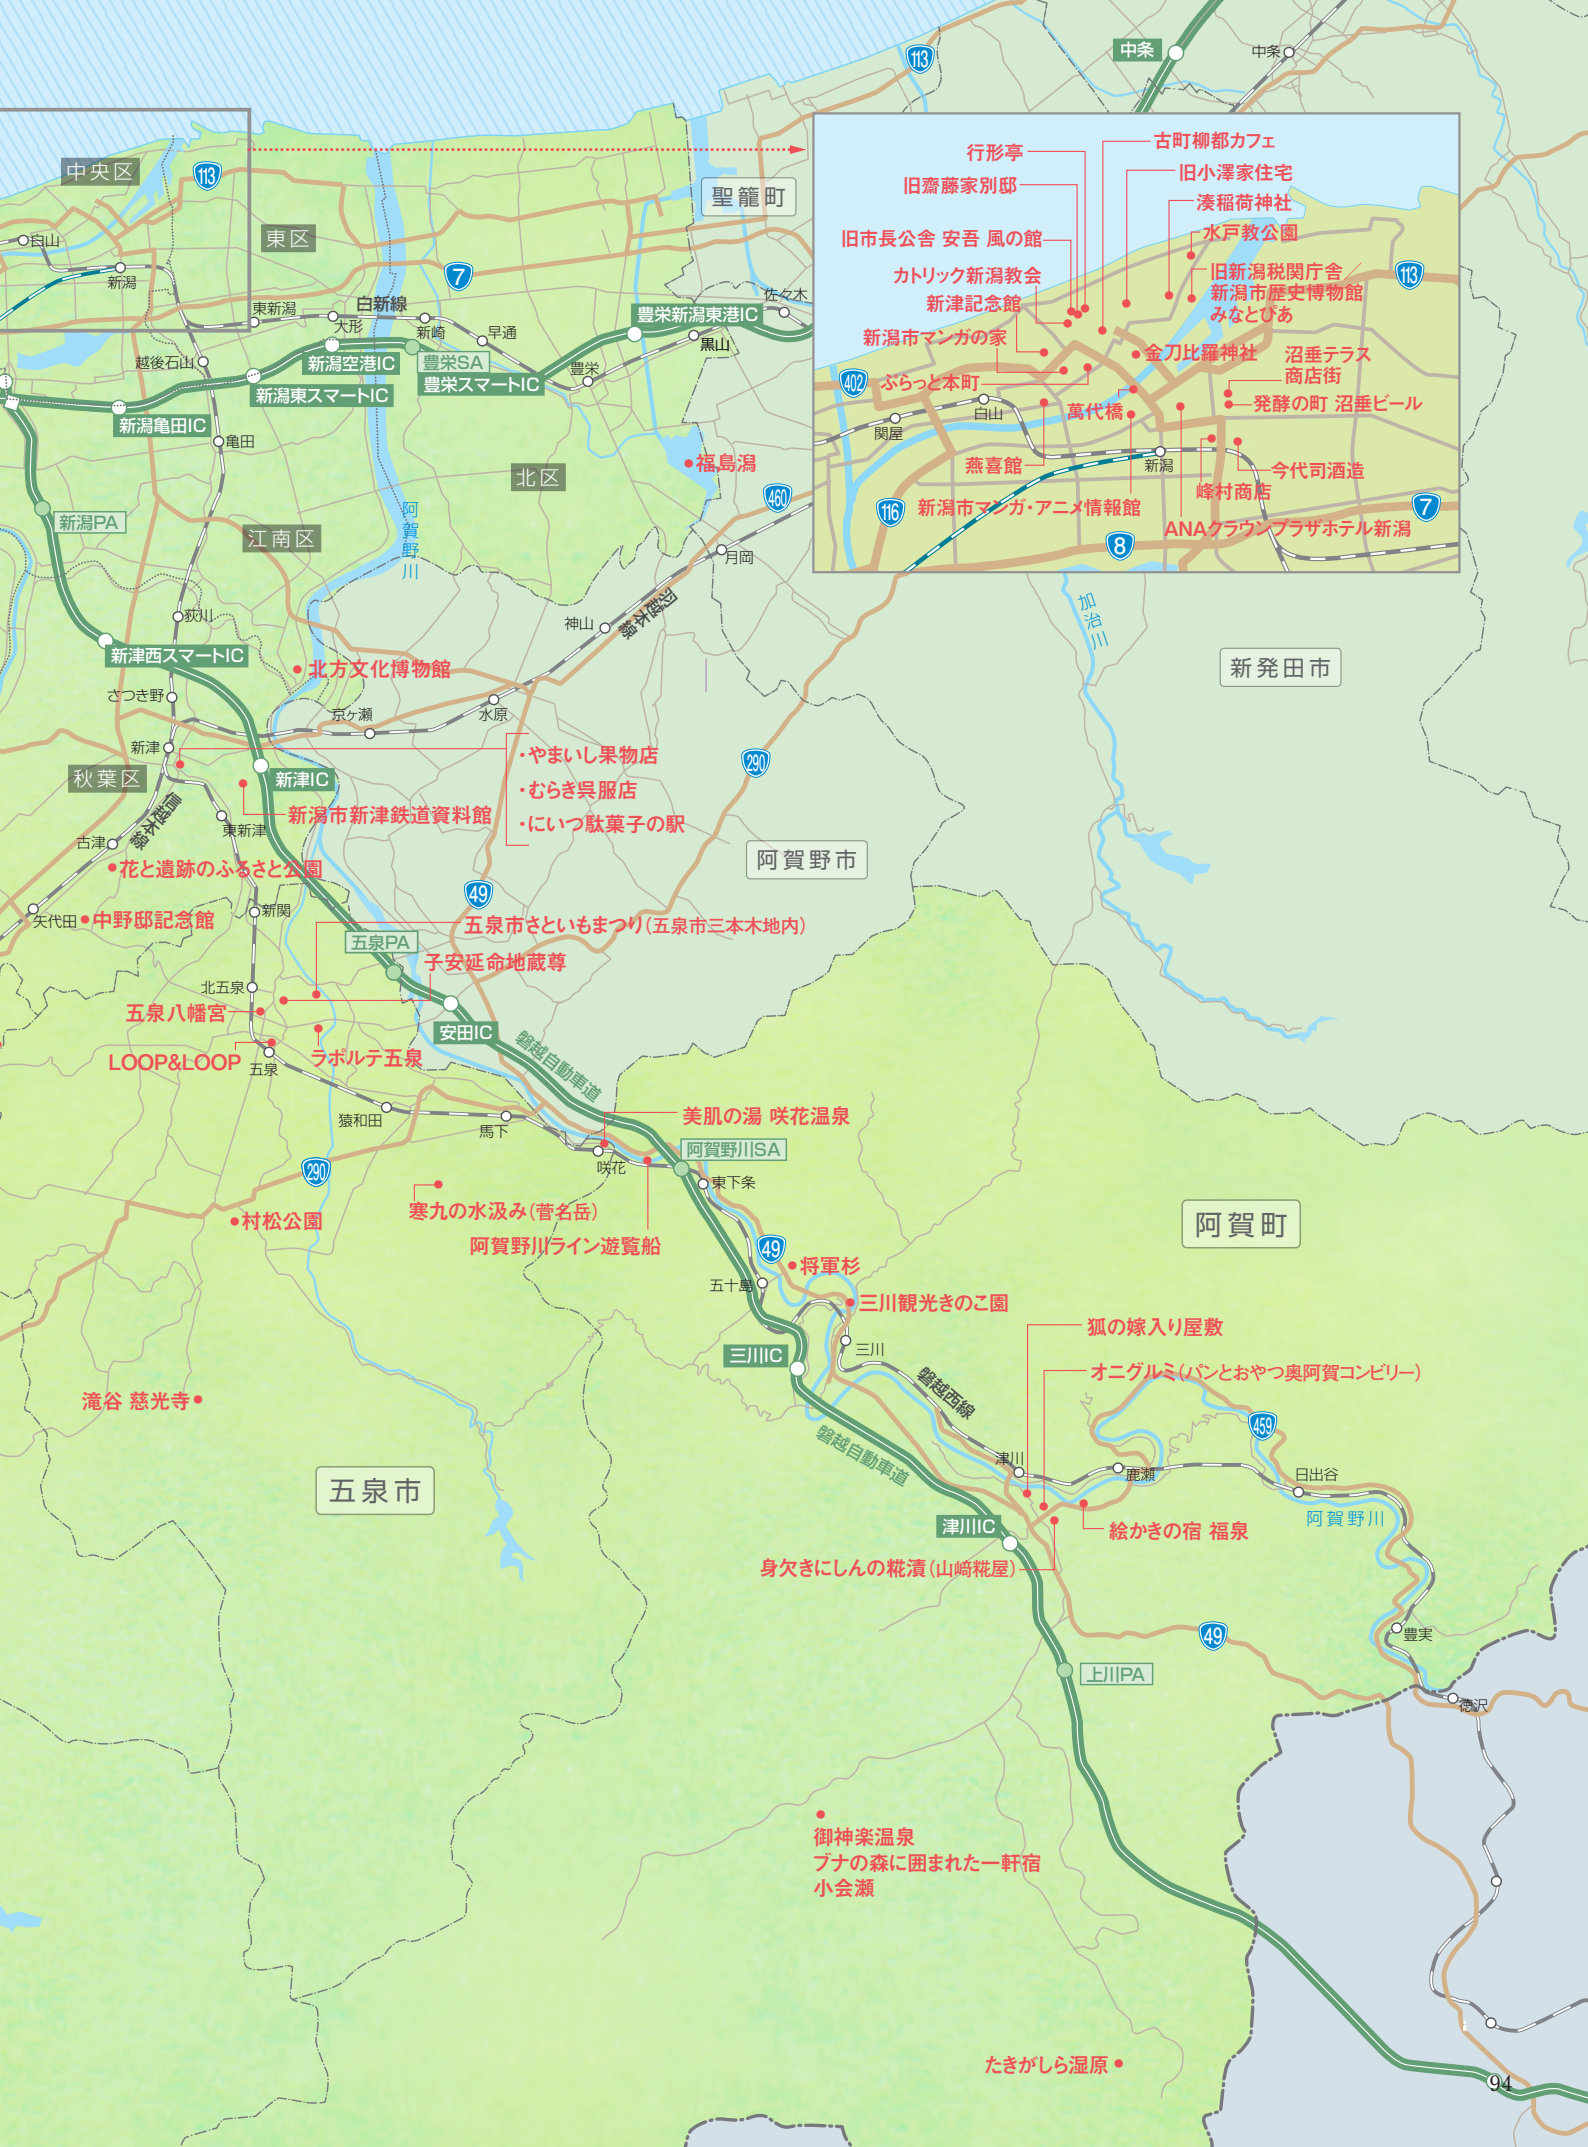 113
中条
中条
中央区
113
聖籠町
白山
東区
新潟
7
東新潟
白新線
大形
新崎
早通
豊栄新潟東港IC
佐々木
黒山
越後石山
新潟空港IC
豊栄SA
豊栄
豊栄スマートIC
新潟東スマートIC
新潟亀田IC
亀田
北区
福島潟
460
新潟PA
江南区
阿賀野川
月岡
荻川
神山
羽越本線
加治川
新発田市
新津西スマートIC
北方文化博物館
さつき野
京ヶ瀬
水原
新津
290
秋葉区
新津IC
・やまいし果物店
・むらき呉服店
・にいつ駄菓子の駅
新潟市新津鉄道資料館
信越本線
東新津
古津
花と遺跡のふるさと公園
阿賀野市
49
矢代田
中野邸記念館
新関
五泉市さといもまつり(五泉市三本木地内)
五泉PA
子安延命地蔵尊
北五泉
五泉八幡宮
安田IC
磐越自動車道
LOOP&LOOP
五泉
ラポルテ五泉
猿和田
馬下
美肌の湯 咲花温泉
阿賀野川SA
咲花
東下条
290
寒九の水汲み(菅名岳)
村松公園
阿賀野川ライン遊覧船
阿賀町
49
将軍杉
五十島
三川観光きのこ園
狐の嫁入り屋敷
三川IC
三川
磐越西線
オニグルミ(パンとおやつ奥阿賀コンビリー)
滝谷 慈光寺
459
磐越自動車道
津川
鹿瀬
日出谷
五泉市
阿賀野川
津川IC
絵かきの宿 福泉
身欠きにしんの糀漬(山﨑糀屋)
49
豊実
上川PA
徳沢
御神楽温泉
ブナの森に囲まれた一軒宿
小会瀬
たきがしら湿原
94
古町柳都カフェ
行形亭
旧小澤家住宅
旧齋藤家別邸
湊稲荷神社
水戸教公園
旧市長公舎 安吾 風の館
カトリック新潟教会
旧新潟税関庁舎
新潟市歴史博物館
みなとぴあ
113
新津記念館
新潟市マンガの家
金刀比羅神社
沼垂テラス
商店街
402
ぷらっと本町
発酵の町 沼垂ビール
白山
萬代橋
関屋
燕喜館
新潟
今代司酒造
峰村商店
116
新潟市マンガ・アニメ情報館
7
ANAクラウンプラザホテル新潟
8